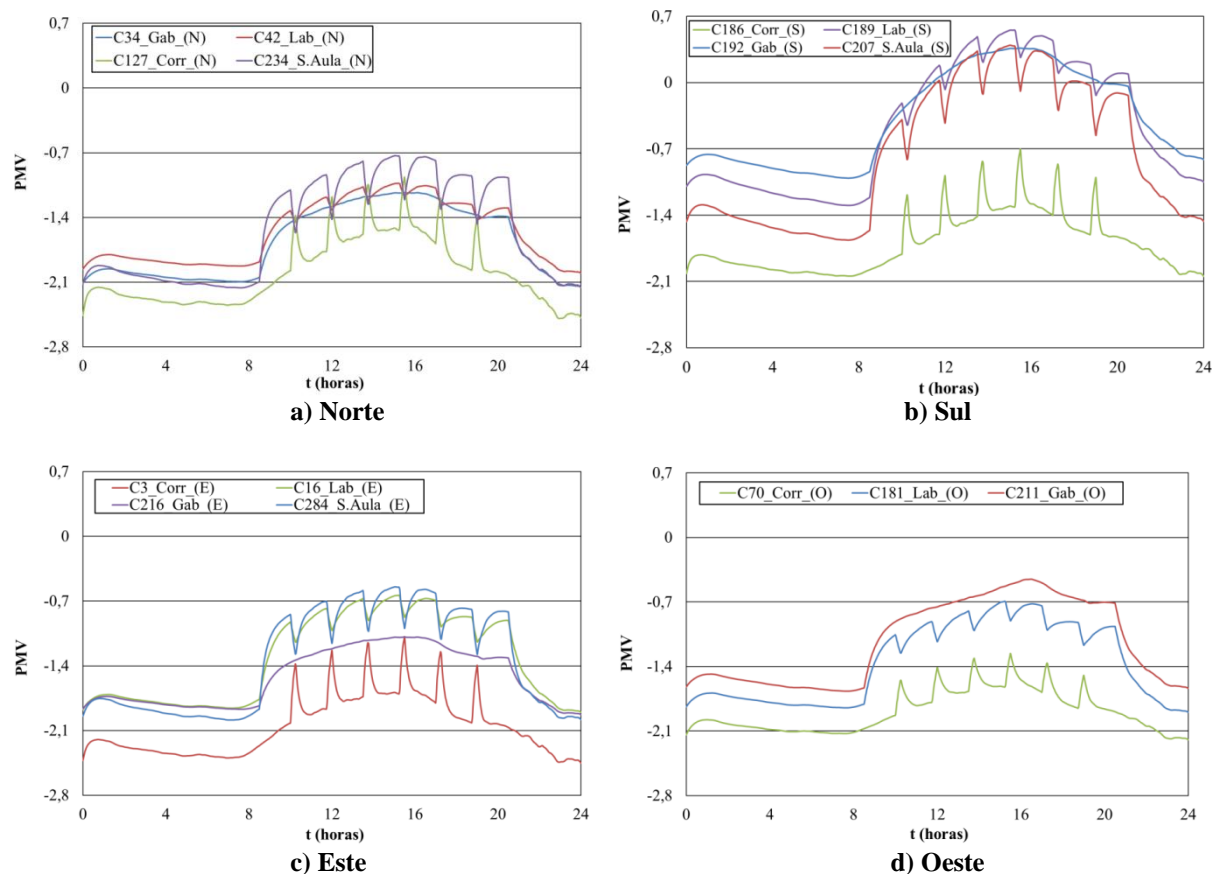 0,7
0
-0,7
-1,4
-2,1
-2,8
PMV
C34_Gab_(N) C42_Lab_(N)
C127_Corr_(N) C234_S.Aula_(N)
0 4 8 12 16 20 24
t (horas)
a) Norte
0,7
0
-0,7
-1,4
-2,1
-2,8
PMV
C186_Corr_(S) C189_Lab_(S)
C192_Gab_(S) C207_S.Aula_(S)
0 4 8 12 16 20 24
t (horas)
b) Sul
0,7
0
-0,7
-1,4
-2,1
-2,8
PMV
C3_Corr_(E) C16_Lab_(E)
C216_Gab_(E) C284_S.Aula_(E)
0 4 8 12 16 20 24
t (horas)
c) Este
0,7
0
-0,7
-1,4
-2,1
-2,8
PMV
C70_Corr_(O) C181_Lab_(O) C211_Gab_(O)
0 4 8 12 16 20 24
t (horas)
d) Oeste